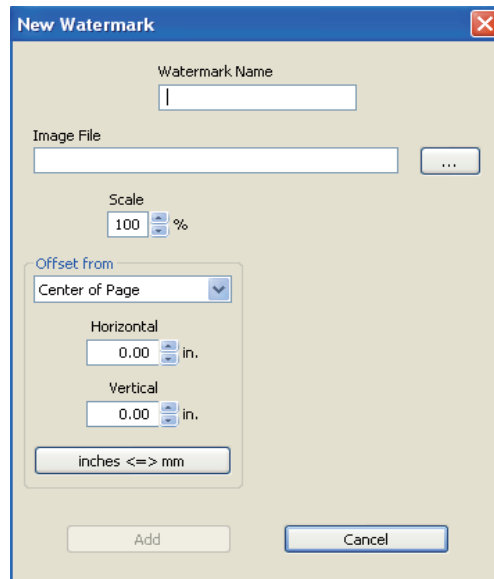 New Watermark
Watermark Name
Image File
...
Scale
100 %
Offset from
Center of Page
Horizontal
0.00 in.
Vertical
0.00 in.
inches <=> mm
Add Cancel